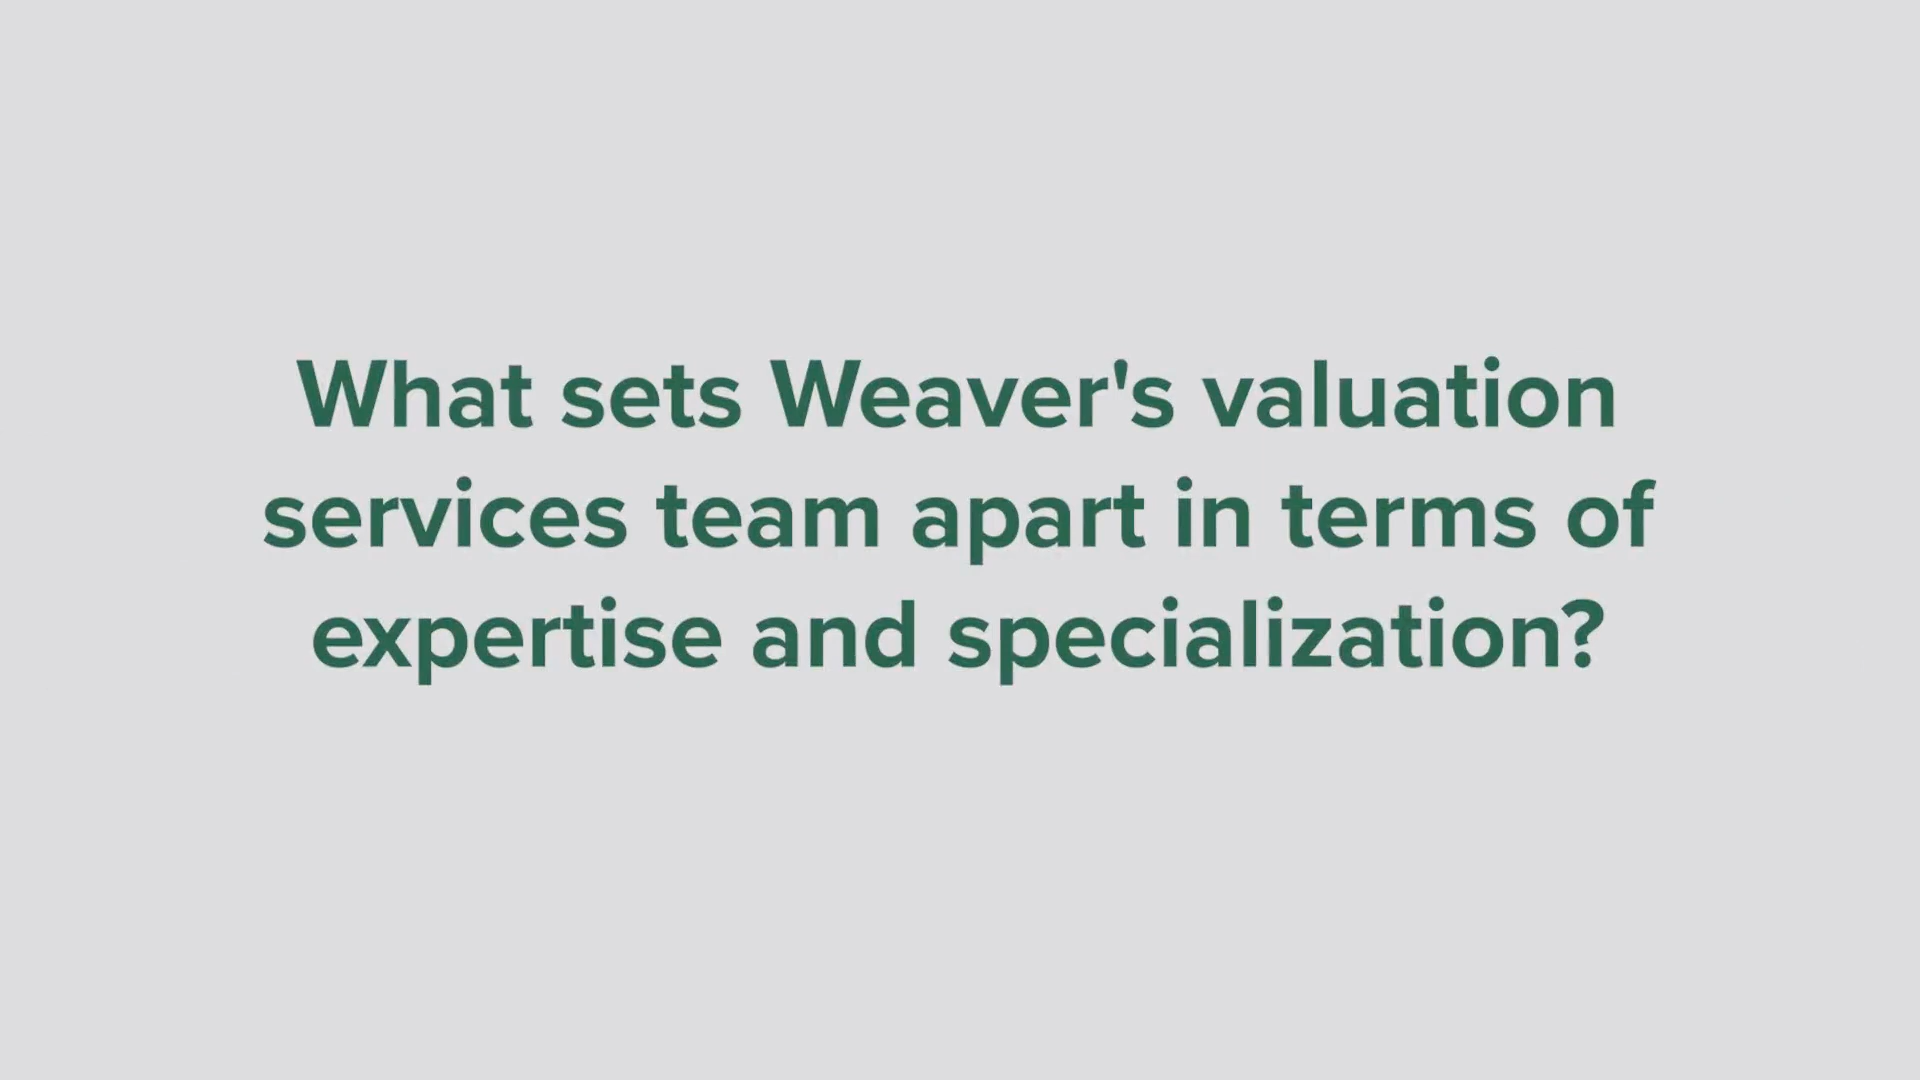 What sets Weaver's valuation
services team apart in terms of
expertise and specialization?